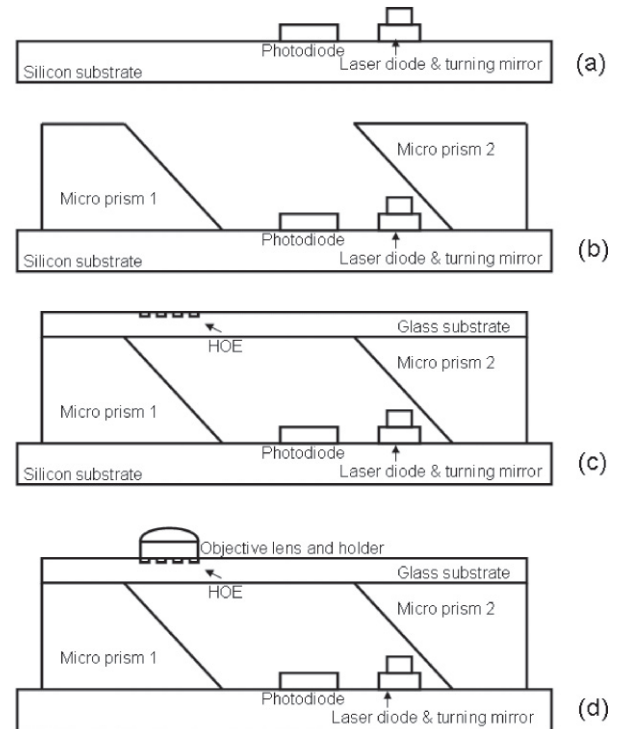 Photodiode
Laser diode & turning mirror
Silicon substrate
(a)
Micro prism 2
Micro prism 1
Photodiode
Laser diode & turning mirror
Silicon substrate
(b)
Glass substrate
HOE
Micro prism 2
Micro prism 1
Photodiode
Laser diode & turning mirror
Silicon substrate
(c)
Objective lens and holder
Glass substrate
HOE
Micro prism 2
Micro prism 1
Photodiode
Laser diode & turning mirror
(d)